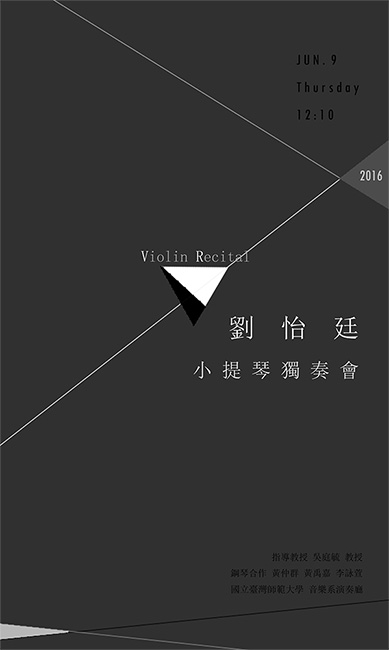 JUN.9
Thursday
12:10
2016
Violin Recital
劉怡廷
小提琴獨奏會
指導教授 吳庭毓 教授
鋼琴合作 黃仲群 黃禹嘉 李詠萱
國立臺灣師範大學 音樂系演奏廳